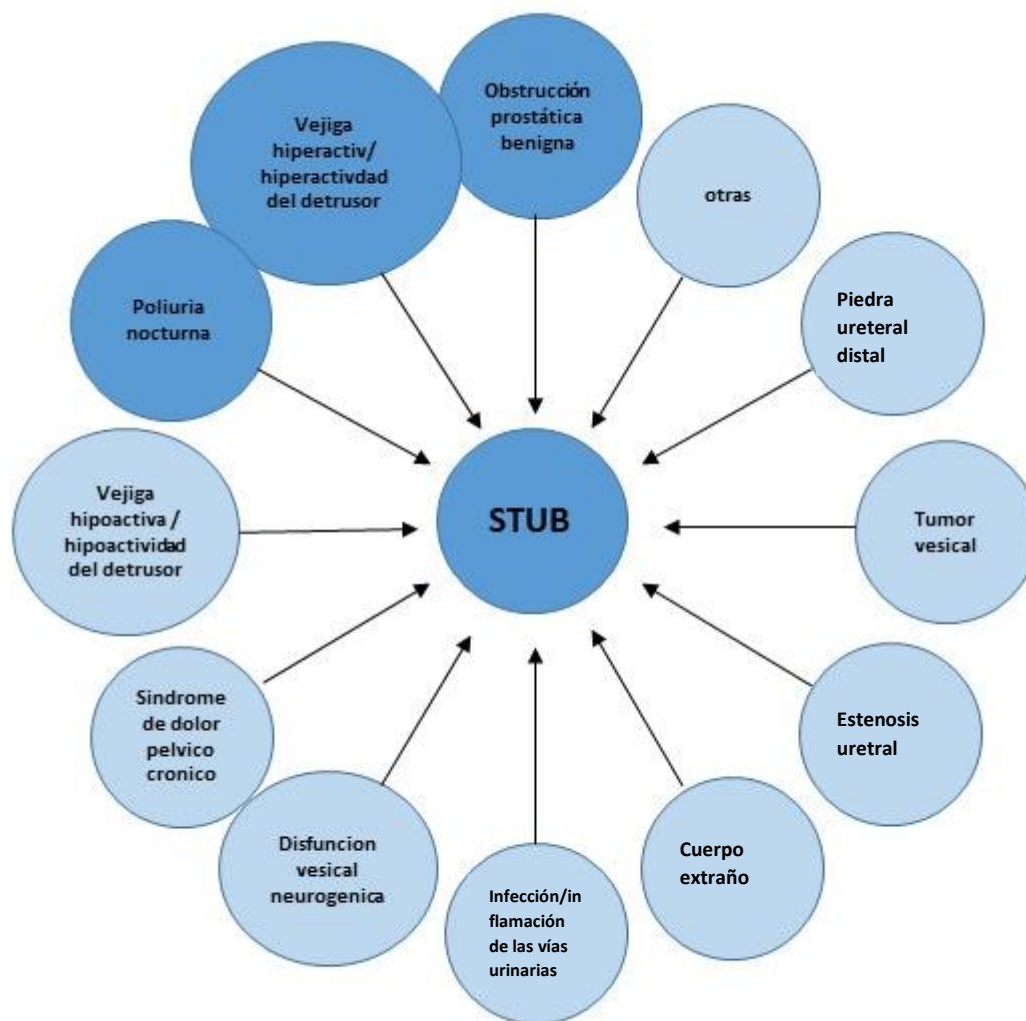 Obstrucción
prostática
benigna
otras
Piedra
ureteral
distal
Tumor
vesical
Estenosis
uretral
Cuerpo
extraño
Infección/in
flamación
de las vías
urinarias
Disfuncion
vesical
neurogenica
Sindrome
de dolor
pelvico
cronico
Vejiga
hipoactiva /
hipoactividad
del detrusor
Poliuria
nocturna
Vejiga
hiperactiv/
hiperactivdad
del detrusor
STUB